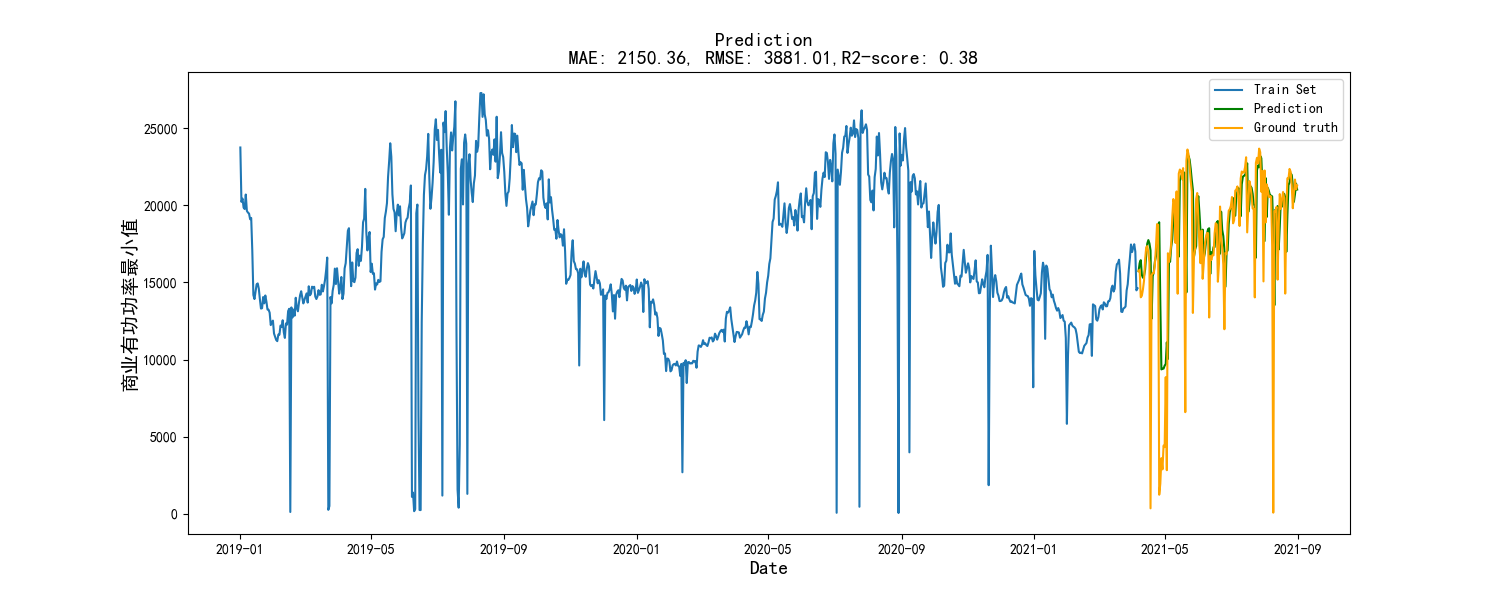 Prediction
MAE: 2150.36, RMSE: 3881.01,R2-score: 0.38
Train Set
Prediction
Ground truth
商业有功功率最小值
25000
20000
15000
10000
5000
0
2019-01
2019-05
2019-09
2020-01
2020-05
2020-09
2021-01
2021-05
2021-09
Date